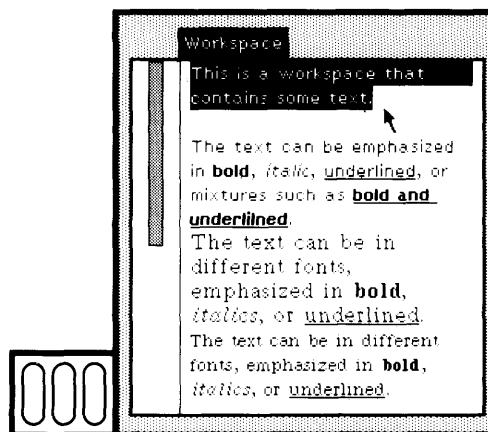 Workspace
This is a workspace that
contains some text.
The text can be emphasized
in bold, italic, underlined, or
mixtures such as bold and
underlilned.
The text can be in
different fonts,
emphasized in bold,
italics, or underlined.
The text can be in different
fonts, emphasized in bold,
italics, or underlined.